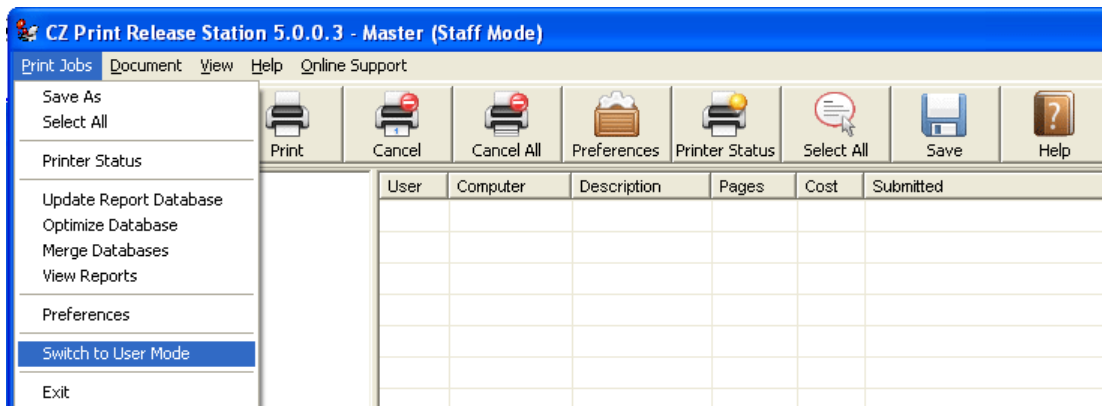 CZ Print Release Station 5.0.0.3 - Master (Staff Mode)
Print Jobs Document View Help Online Support
Save As
Select All
Printer Status
Update Report Database
Optimize Database
Merge Databases
View Reports
Preferences
Switch to User Mode
Exit
Print Cancel Cancel All Preferences Printer Status Select All Save Help
User Computer Description Pages Cost Submitted
1
?